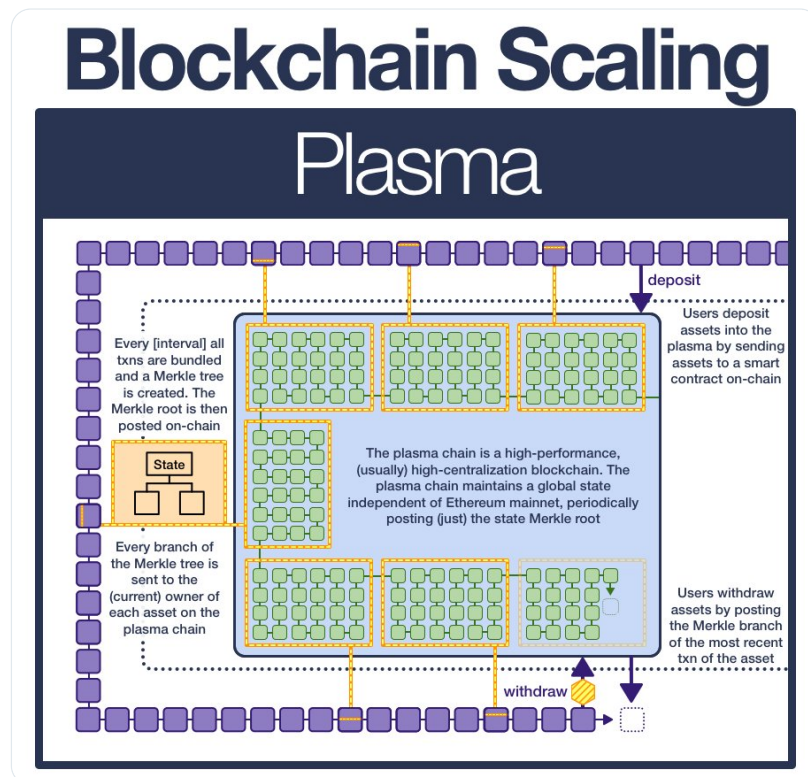 Blockchain Scaling
Plasma
deposit
Users deposit
assets into the
plasma by sending
assets to a smart
contract on-chain
Every [interval] all
txns are bundled
and a Merkle tree
is created. The
Merkle root is then
posted on-chain
State
The plasma chain is a high-performance,
(usually) high-centralization blockchain. The
plasma chain maintains a global state
independent of Ethereum mainnet, periodically
posting (just) the state Merkle root
Every branch of
the Merkle tree is
sent to the
(current) owner of
each asset on the
plasma chain
Users withdraw
assets by posting
the Merkle branch
of the most recent
txn of the asset
withdraw